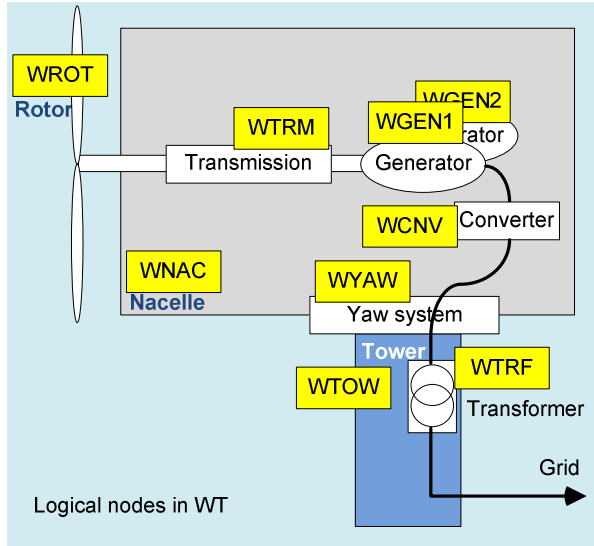 WROT
Rotor
WGEN2
WGEN1
rator
WTRM
Transmission
Generator
WCNV
Converter
WNAC
Nacelle
WYAW
Yaw system
Tower
WTRF
WTOW
Transformer
Grid
Logical nodes in WT